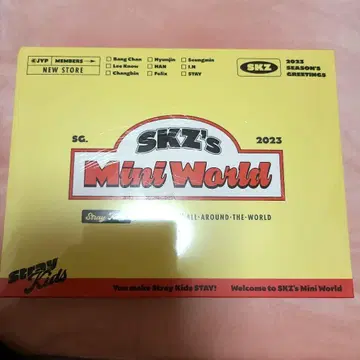 ©JYP MEMBERS →
NEW STORE
Bang Chan Hyunjin Seungmin
Lee Know HAN I.N
Changbin Felix STAY
SKZ
2023
SEASON'S
GREETINGS
SG. SKZ's 2023
Mini World
Stray ALL·AROUND·THE·WORLD
Stray
Kids
You make Stray Kids STAY! Welcome to SKZ's Mini World